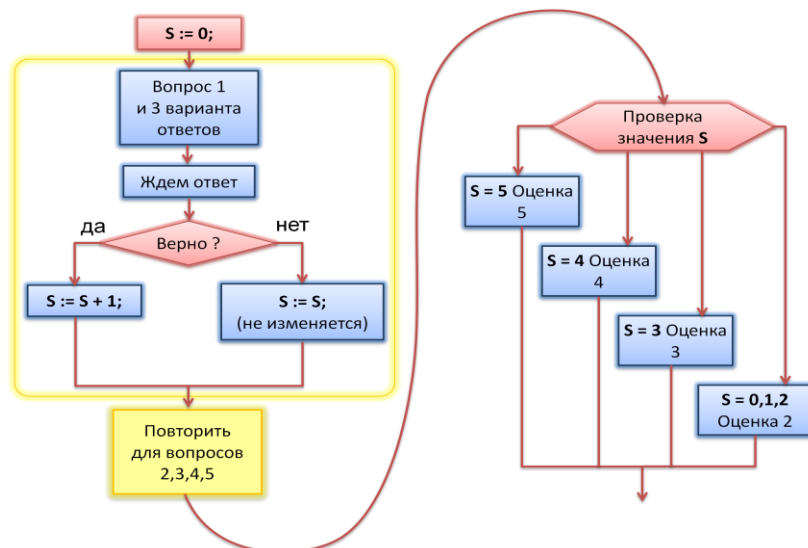 S := 0;
Вопрос 1
и 3 варианта
ответов
Ждем ответ
да
Верно ?
нет
S := S + 1;
S := S;
(не изменяется)
Повторить
для вопросов
2,3,4,5
Проверка
значения S
S = 5 Оценка
5
S = 4 Оценка
4
S = 3 Оценка
3
S = 0,1,2
Оценка 2